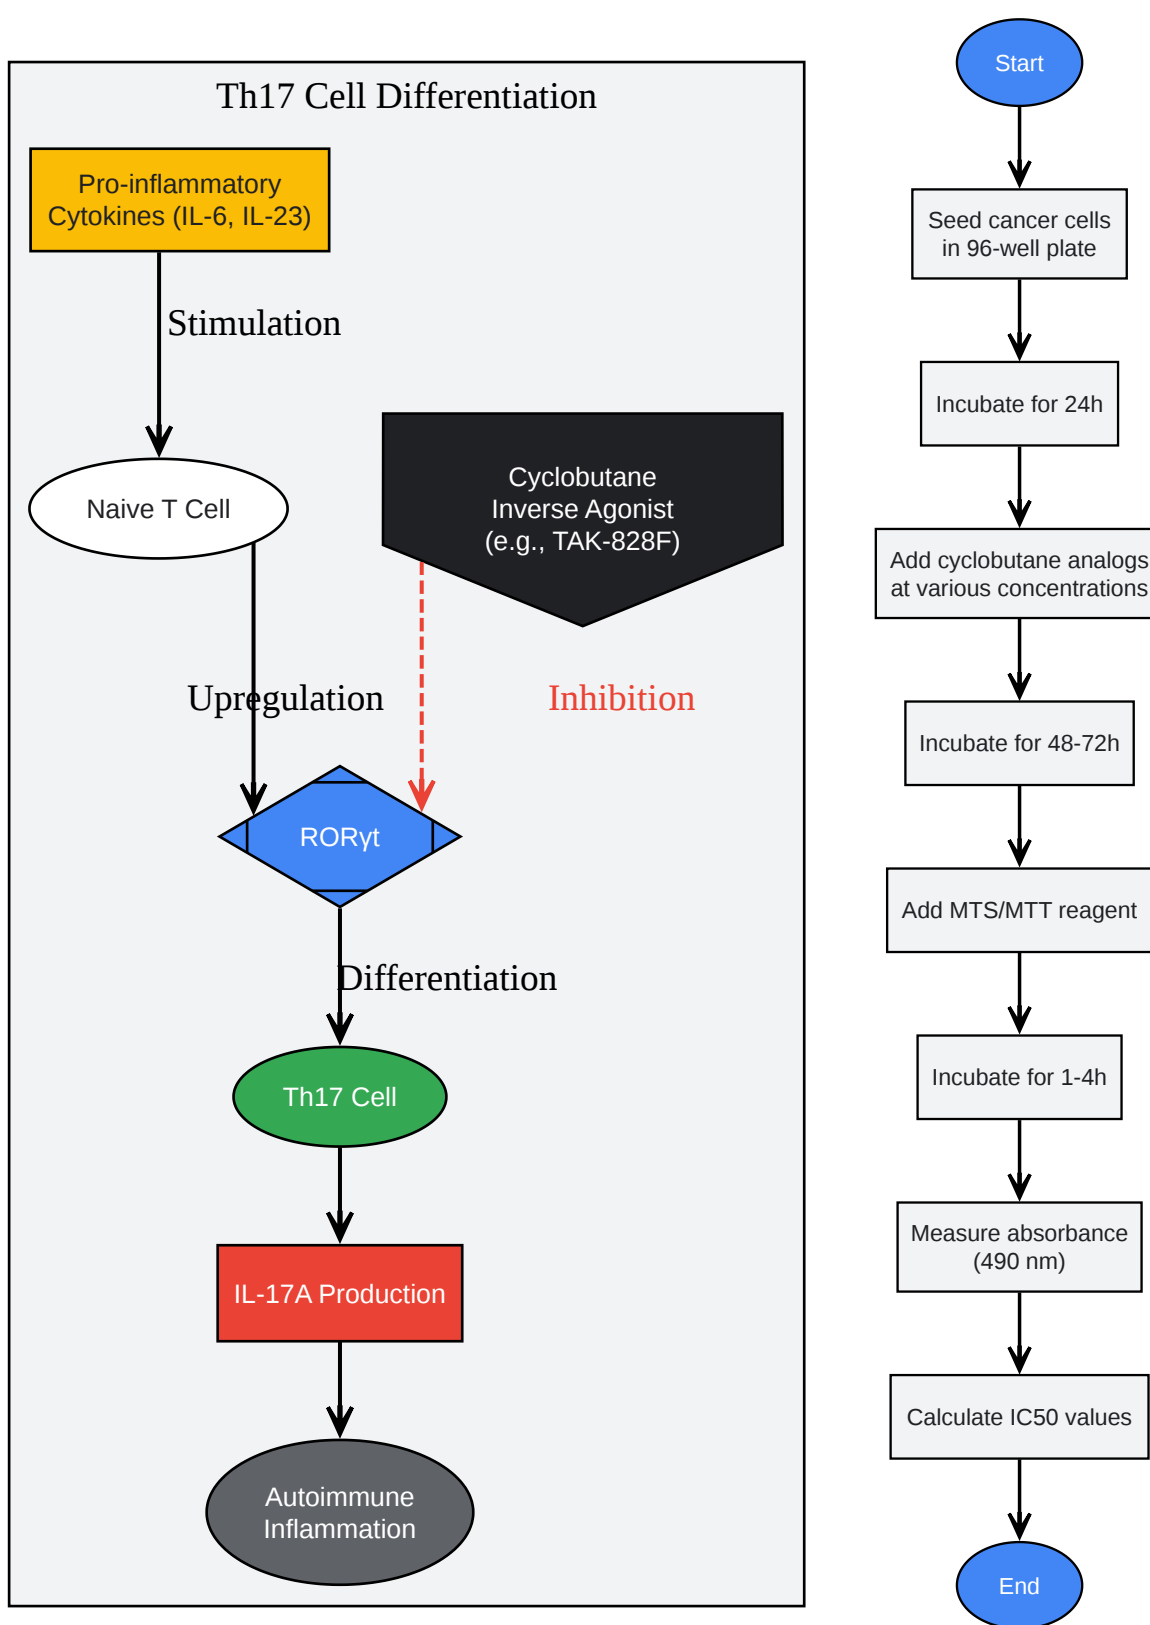 Th17 Cell Differentiation
Pro-inflammatory
Cytokines (IL-6, IL-23)
Stimulation
Naive T Cell
Cyclobutane
Inverse Agonist
(e.g., TAK-828F)
Upregulation
Inhibition
RORγt
Differentiation
Th17 Cell
IL-17A Production
Autoimmune
Inflammation
Start
Seed cancer cells
in 96-well plate
Incubate for 24h
Add cyclobutane analogs
at various concentrations
Incubate for 48-72h
Add MTS/MTT reagent
Incubate for 1-4h
Measure absorbance
(490 nm)
Calculate IC50 values
End